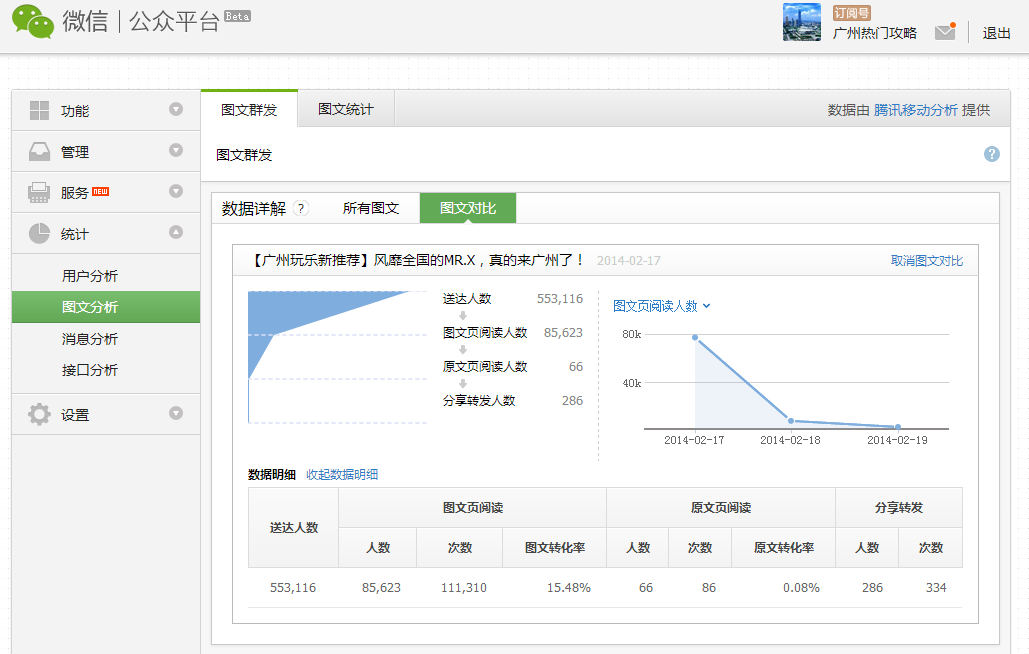 微信 | 公众平台 Beta
订阅号
广州热门攻略
退出
功能
管理
服务 NEW
统计
用户分析
图文分析
消息分析
接口分析
设置
图文群发 图文统计 数据由 腾讯移动分析 提供
图文群发 ?
数据详解 ? 所有图文 图文对比
【广州玩乐新推荐】风靡全国的MR.X，真的来广州了！ 2014-02-17 取消图文对比
送达人数 553,116
图文页阅读人数 85,623
原文页阅读人数 66
分享转发人数 286
图文页阅读人数
80k
40k
2014-02-17 2014-02-18 2014-02-19
数据明细 收起数据明细
送达人数 图文页阅读 原文页阅读 分享转发
人数 次数 图文转化率 人数 次数 原文转化率 人数 次数
553,116 85,623 111,310 15.48% 66 86 0.08% 286 334